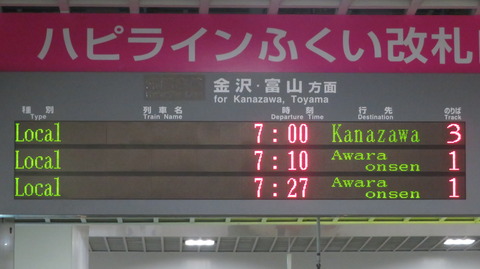 ハピラインふくい改札
金沢・富山方面
for Kanazawa, Toyama
種別 列車名 時刻 行先 のりば
Type Train Name Departure Time Destination Track
Local 7:00 Kanazawa 3
Local 7:10 Awara onsen 1
Local 7:27 Awara onsen 1